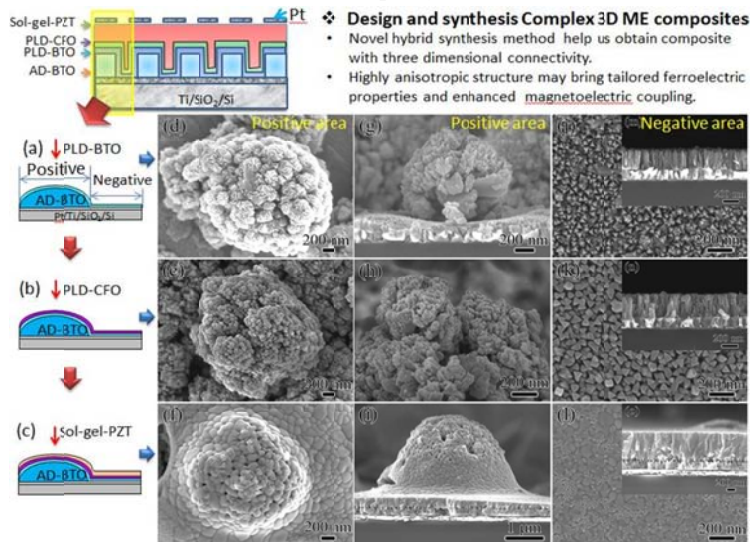 Sol-gel-PZT
Pt
PLD-CFO
PLD-BTO
AD-BTO
Ti/SiO2/Si
❖ Design and synthesis Complex 3D ME composites
• Novel hybrid synthesis method help us obtain composite
with three dimensional connectivity.
• Highly anisotropic structure may bring tailored ferroelectric
properties and enhanced magnetoelectric coupling.
(a) PLD-BTO
Positive
Negative
AD-BTO
Pt/Ti/SiO2/Si
(d) Positive area
200 nm
(g) Positive area
200 nm
Negative area
200 nm
(b) PLD-CFO
AD-BTO
(e)
(h)
200 nm
(k)
200 nm
(c) Sol-gel-PZT
AD-BTO
(f)
200 nm
(i)
(l)
200 nm